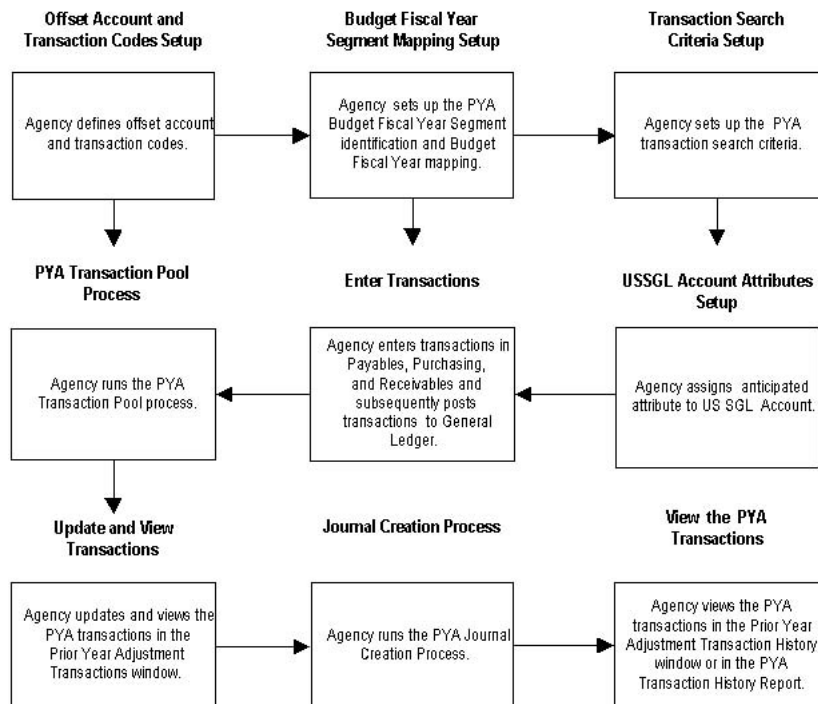 Offset Account and
Transaction Codes Setup
Budget Fiscal Year
Segment Mapping Setup
Transaction Search
Criteria Setup
Agency defines offset account
and transaction codes.
Agency sets up the PYA
Budget Fiscal Year Segment
identification and Budget
Fiscal Year mapping.
Agency sets up the PYA
transaction search criteria.
PYA Transaction Pool
Process
Enter Transactions
USSGL Account Attributes
Setup
Agency runs the PYA
Transaction Pool process.
Agency enters transactions in
Payables, Purchasing,
and Receivables and
subsequently posts
transactions to General
Ledger.
Agency assigns anticipated
attribute to US SGL Account.
Update and View
Transactions
Journal Creation Process
View the PYA
Transactions
Agency updates and views the
PYA transactions in the
Prior Year Adjustment
Transactions window.
Agency runs the PYA Journal
Creation Process.
Agency views the PYA
transactions in the Prior Year
Adjustment Transaction History
window or in the PYA
Transaction History Report.